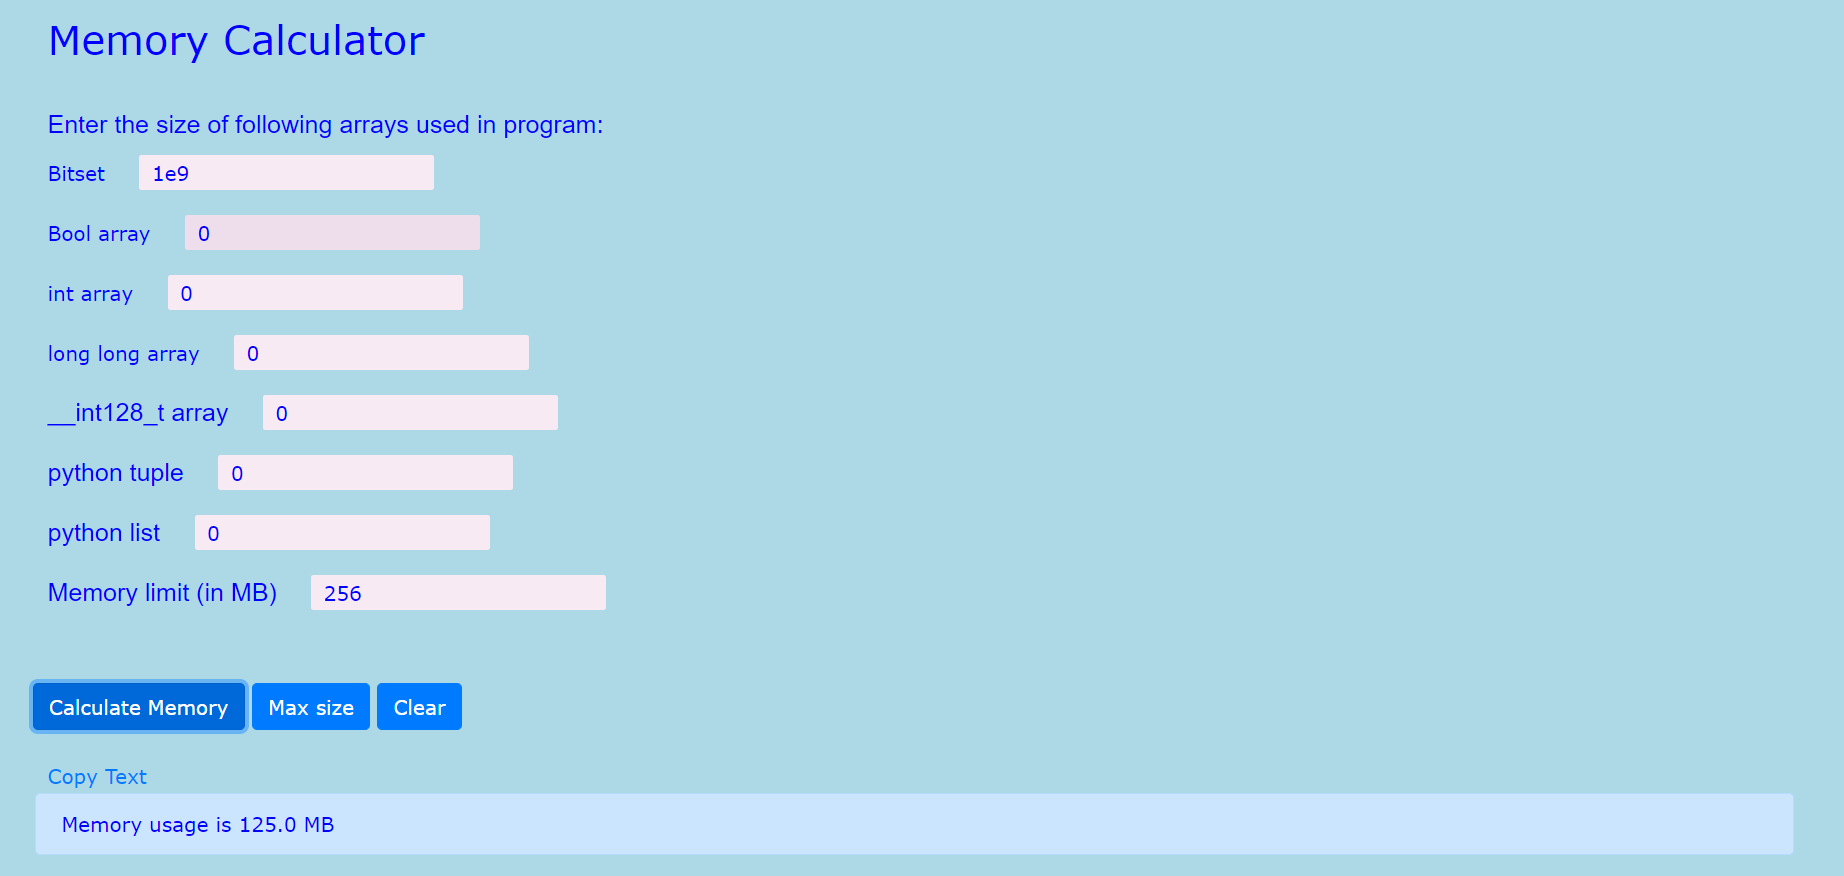 Memory Calculator
Enter the size of following arrays used in program:
Bitset 1e9
Bool array 0
int array 0
long long array 0
__int128_t array 0
python tuple 0
python list 0
Memory limit (in MB) 256
Calculate Memory Max size Clear
Copy Text
Memory usage is 125.0 MB